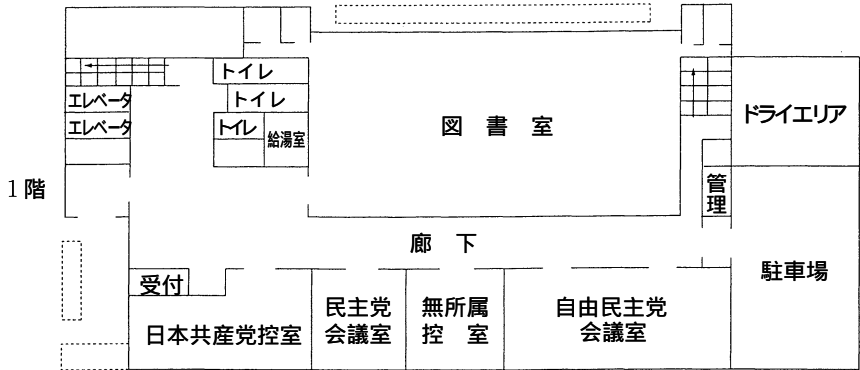 トイレ
エレベータ
トイレ
エレベータ
トイレ
給湯室
図書室
ドライエリア
1階
管理
廊下
駐車場
受付
日本共産党控室
民主党
会議室
無所属
控室
自由民主党
会議室